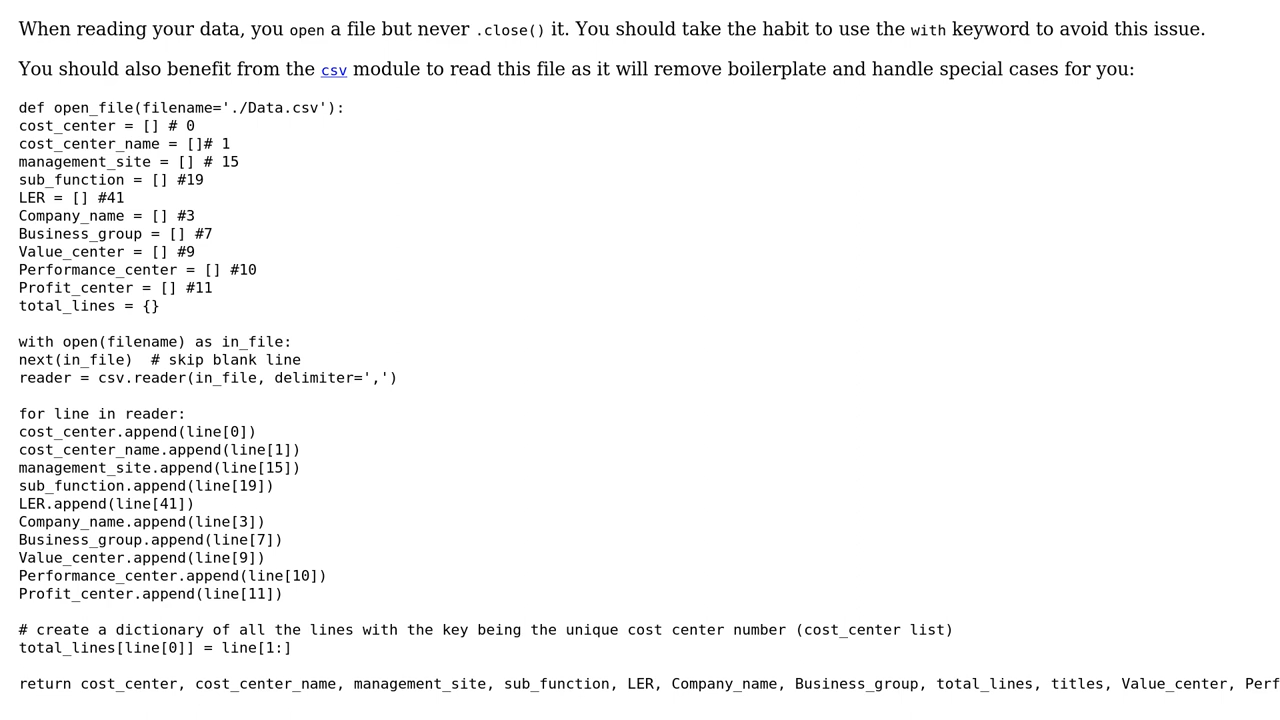 When reading your data, you open a file but never .close() it. You should take the habit to use the with keyword to avoid this issue.
You should also benefit from the csv module to read this file as it will remove boilerplate and handle special cases for you:
def open_file(filename='./Data.csv'):
cost_center = [] # 0
cost_center_name = []# 1
management_site = [] # 15
sub_function = [] #19
LER = [] #41
Company_name = [] #3
Business_group = [] #7
Value_center = [] #9
Performance_center = [] #10
Profit_center = [] #11
total_lines = {}
with open(filename) as in_file:
next(in_file)  # skip blank line
reader = csv.reader(in_file, delimiter=',')
for line in reader:
cost_center.append(line[0])
cost_center_name.append(line[1])
management_site.append(line[15])
sub_function.append(line[19])
LER.append(line[41])
Company_name.append(line[3])
Business_group.append(line[7])
Value_center.append(line[9])
Performance_center.append(line[10])
Profit_center.append(line[11])
# create a dictionary of all the lines with the key being the unique cost center number (cost_center list)
total_lines[line[0]] = line[1:]
return cost_center, cost_center_name, management_site, sub_function, LER, Company_name, Business_group, total_lines, titles, Value_center, Perf